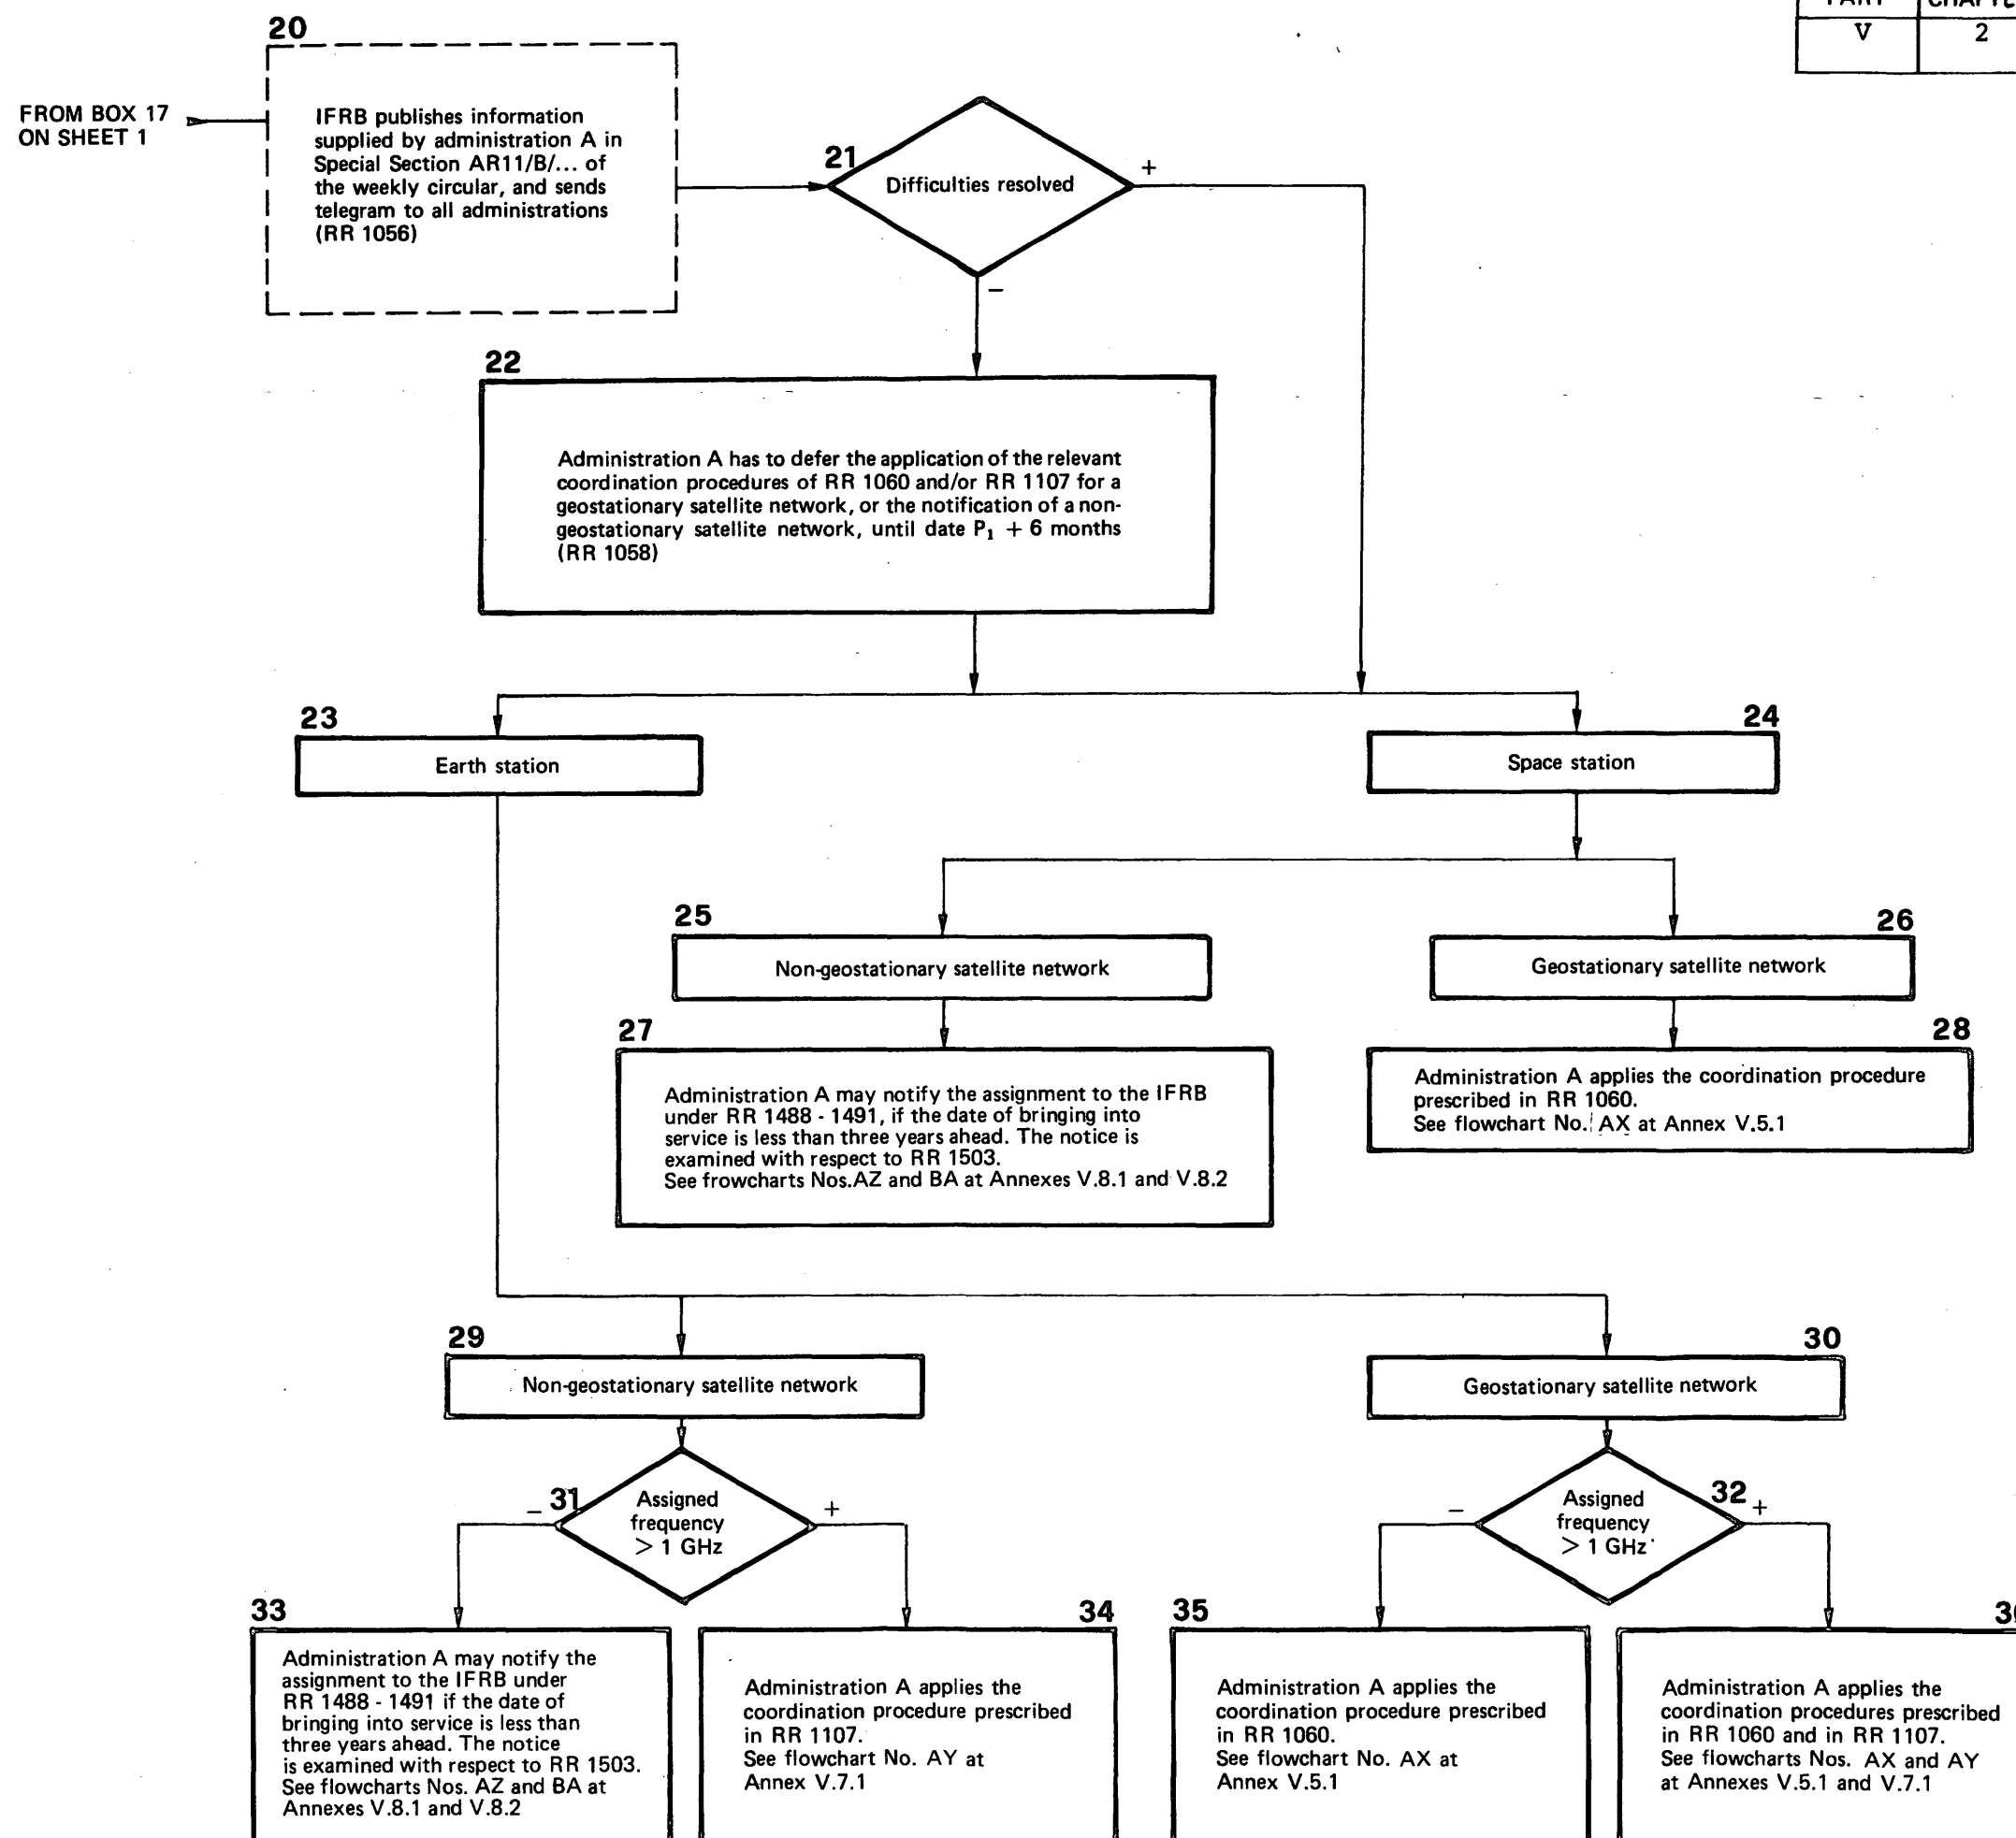 PART
V
2
20
FROM BOX 17
ON SHEET 1
IFRB publishes information
supplied by administration A in
Special Section AR11/B/... of
the weekly circular, and sends
telegram to all administrations
(RR 1056)
21
Difficulties resolved
+
−
22
Administration A has to defer the application of the relevant
coordination procedures of RR 1060 and/or RR 1107 for a
geostationary satellite network, or the notification of a non-
geostationary satellite network, until date P₁ + 6 months
(RR 1058)
23
Earth station
24
Space station
25
Non-geostationary satellite network
26
Geostationary satellite network
27
Administration A may notify the assignment to the IFRB
under RR 1488 - 1491, if the date of bringing into
service is less than three years ahead. The notice is
examined with respect to RR 1503.
See frowcharts Nos.AZ and BA at Annexes V.8.1 and V.8.2
28
Administration A applies the coordination procedure
prescribed in RR 1060.
See flowchart No. AX at Annex V.5.1
29
Non-geostationary satellite network
30
Geostationary satellite network
31
−
Assigned
frequency
> 1 GHz
+
32
−
Assigned
frequency
> 1 GHz
+
33
Administration A may notify the
assignment to the IFRB under
RR 1488 - 1491 if the date of
bringing into service is less than
three years ahead. The notice
is examined with respect to RR 1503.
See flowcharts Nos. AZ and BA at
Annexes V.8.1 and V.8.2
34
Administration A applies the
coordination procedure prescribed
in RR 1107.
See flowchart No. AY at
Annex V.7.1
35
Administration A applies the
coordination procedure prescribed
in RR 1060.
See flowchart No. AX at
Annex V.5.1
Administration A applies the
coordination procedures prescribed
in RR 1060 and in RR 1107.
See flowcharts Nos. AX and AY
at Annexes V.5.1 and V.7.1